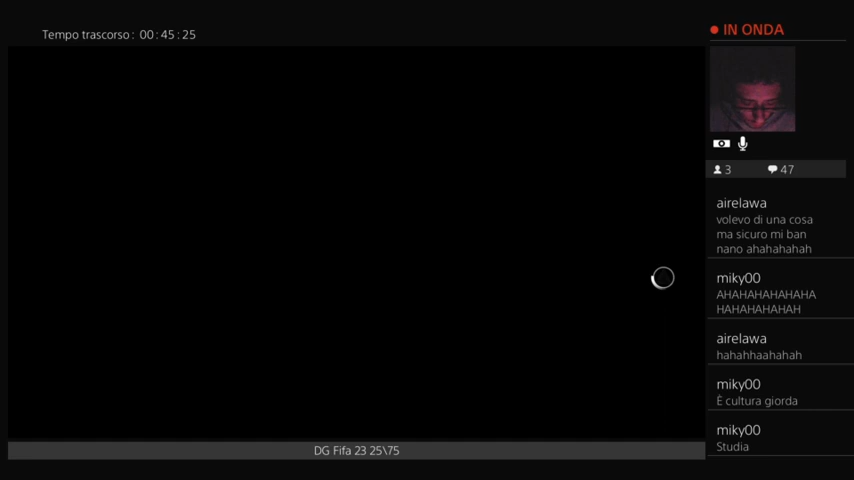 Tempo trascorso: 00:45:25
IN ONDA
3 47
airelawa
volevo di una cosa
ma sicuro mi ban
nano ahahahahah
miky00
AHAHAHAHAHAHA
HAHAHAHAHAH
airelawa
hahahhaahahah
miky00
È cultura giorda
miky00
Studia
DG Fifa 23 25\75